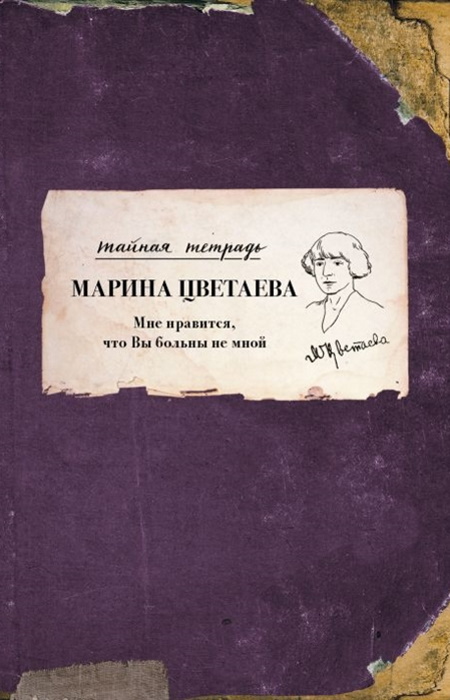 тайная тетрадь
МАРИНА ЦВЕТАЕВА
Мне нравится,
что Вы больны не мной
МЦветаева